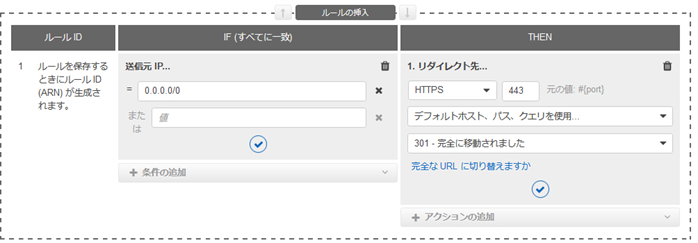 ルールの挿入
ルール ID
IF (すべてに一致)
THEN
1 ルールを保存する
ときにルール ID
(ARN) が生成さ
れます。
送信元 IP...
= 0.0.0.0/0
また
は
値
条件の追加
1. リダイレクト先...
HTTPS 443 元の値: #{port}
デフォルトホスト、パス、クエリを使用...
301 - 完全に移動されました
完全な URL に切り替えますか
アクションの追加